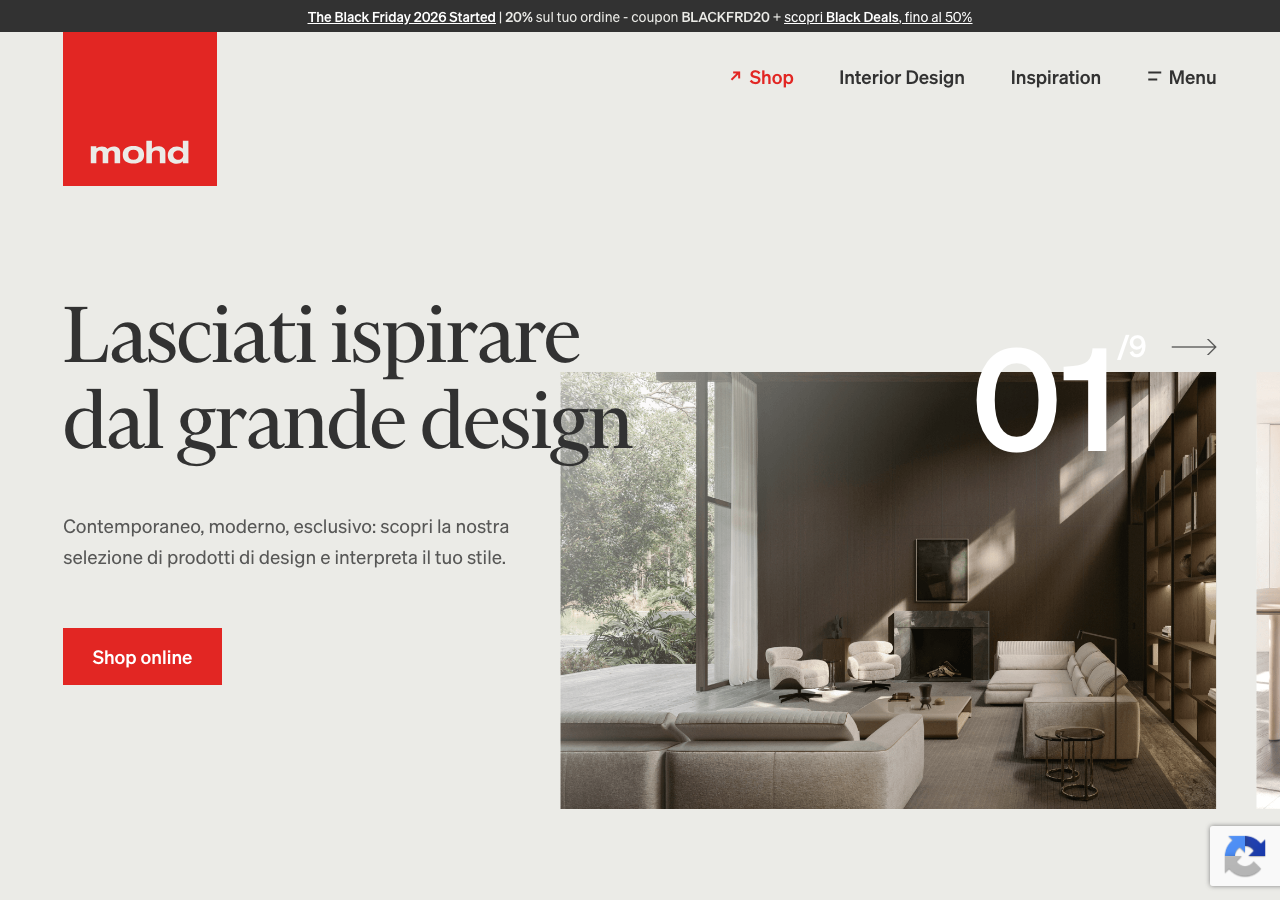 The Black Friday 2026 Started | 20% sul tuo ordine - coupon BLACKFRD20 + scopri Black Deals, fino al 50%
mohd
Shop
Interior Design
Inspiration
Menu
Lasciati ispirare
dal grande design
01/9
Contemporaneo, moderno, esclusivo: scopri la nostra
selezione di prodotti di design e interpreta il tuo stile.
Shop online